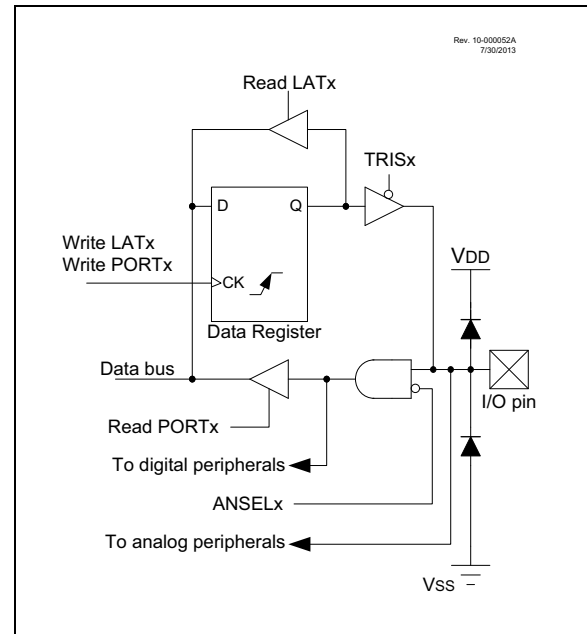 Rev. 10-000052A
7/30/2013
Read LATx
TRISx
D Q
Write LATx
Write PORTx
CK
VDD
Data Register
Data bus
I/O pin
Read PORTx
To digital peripherals
ANSELx
To analog peripherals
VSS